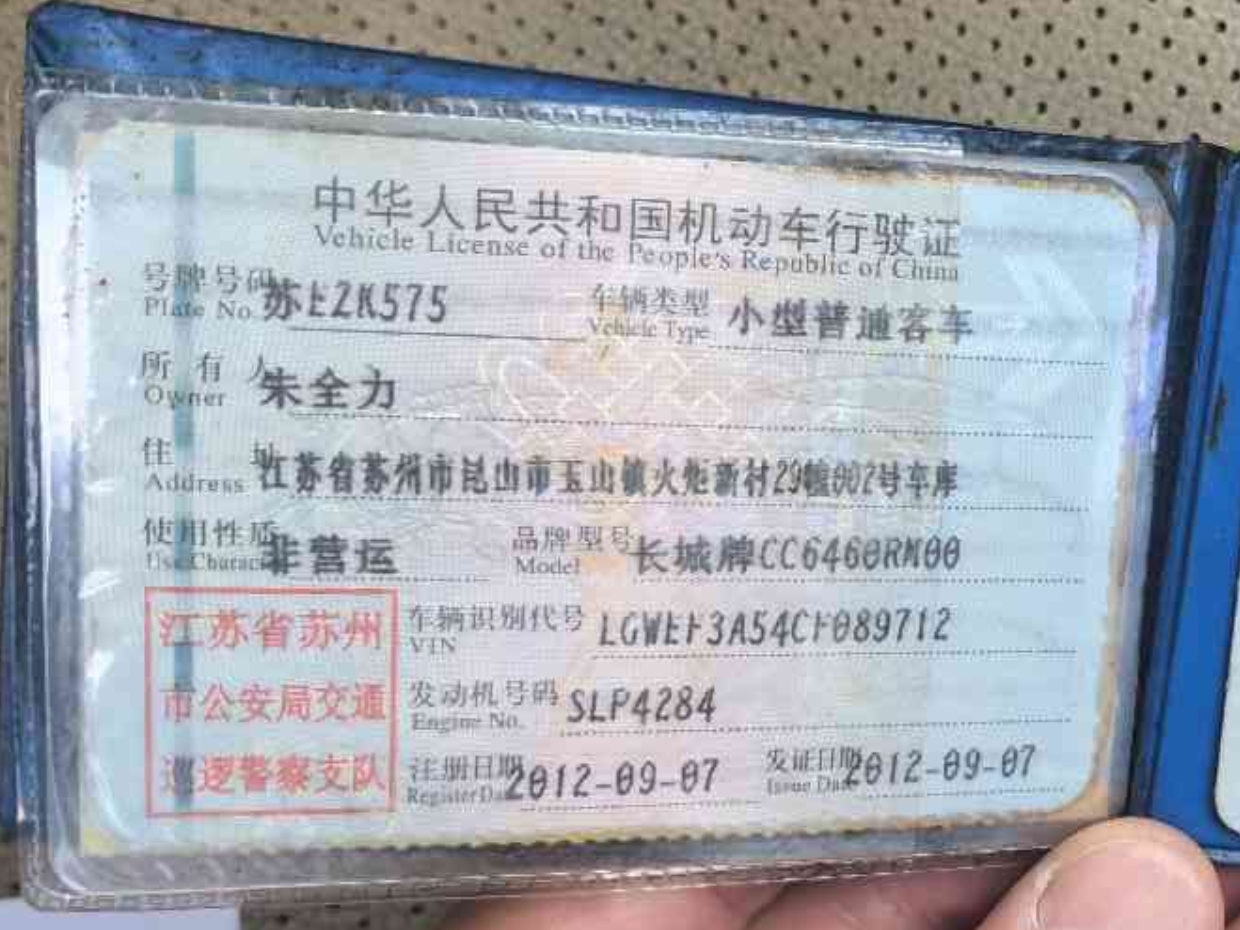 中华人民共和国机动车行驶证
Vehicle License of the People's Republic of China
号牌号码 苏EZK575 车辆类型 小型普通客车
Plate No. Vehicle Type
所有人 朱全力
Owner
住址 江苏省苏州市昆山市玉山镇火炬新村29幢002号车库
Address
使用性质 非营运 品牌型号 长城牌CC6460RM00
Use Charac Model
江苏省苏州 车辆识别代号 LGWEF3A54CF089712
VIN
市公安局交通 发动机号码 SLP4284
Engine No.
巡逻警察支队 注册日期 2012-09-07 发证日期 2012-09-07
Register Da Issue Date